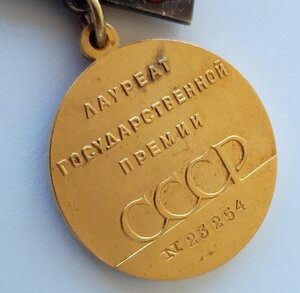 ЛАУРЕАТ
ГОСУДАРСТВЕННОЙ
ПРЕМИИ
СССР
№ 23254